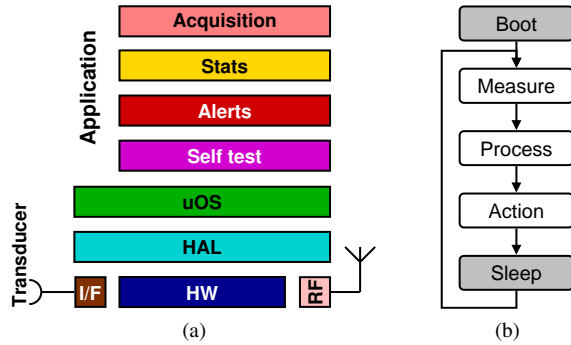 Application
Acquisition
Stats
Alerts
Self test
uOS
HAL
Transducer
I/F
HW
RF
(a)
Boot
Measure
Process
Action
Sleep
(b)